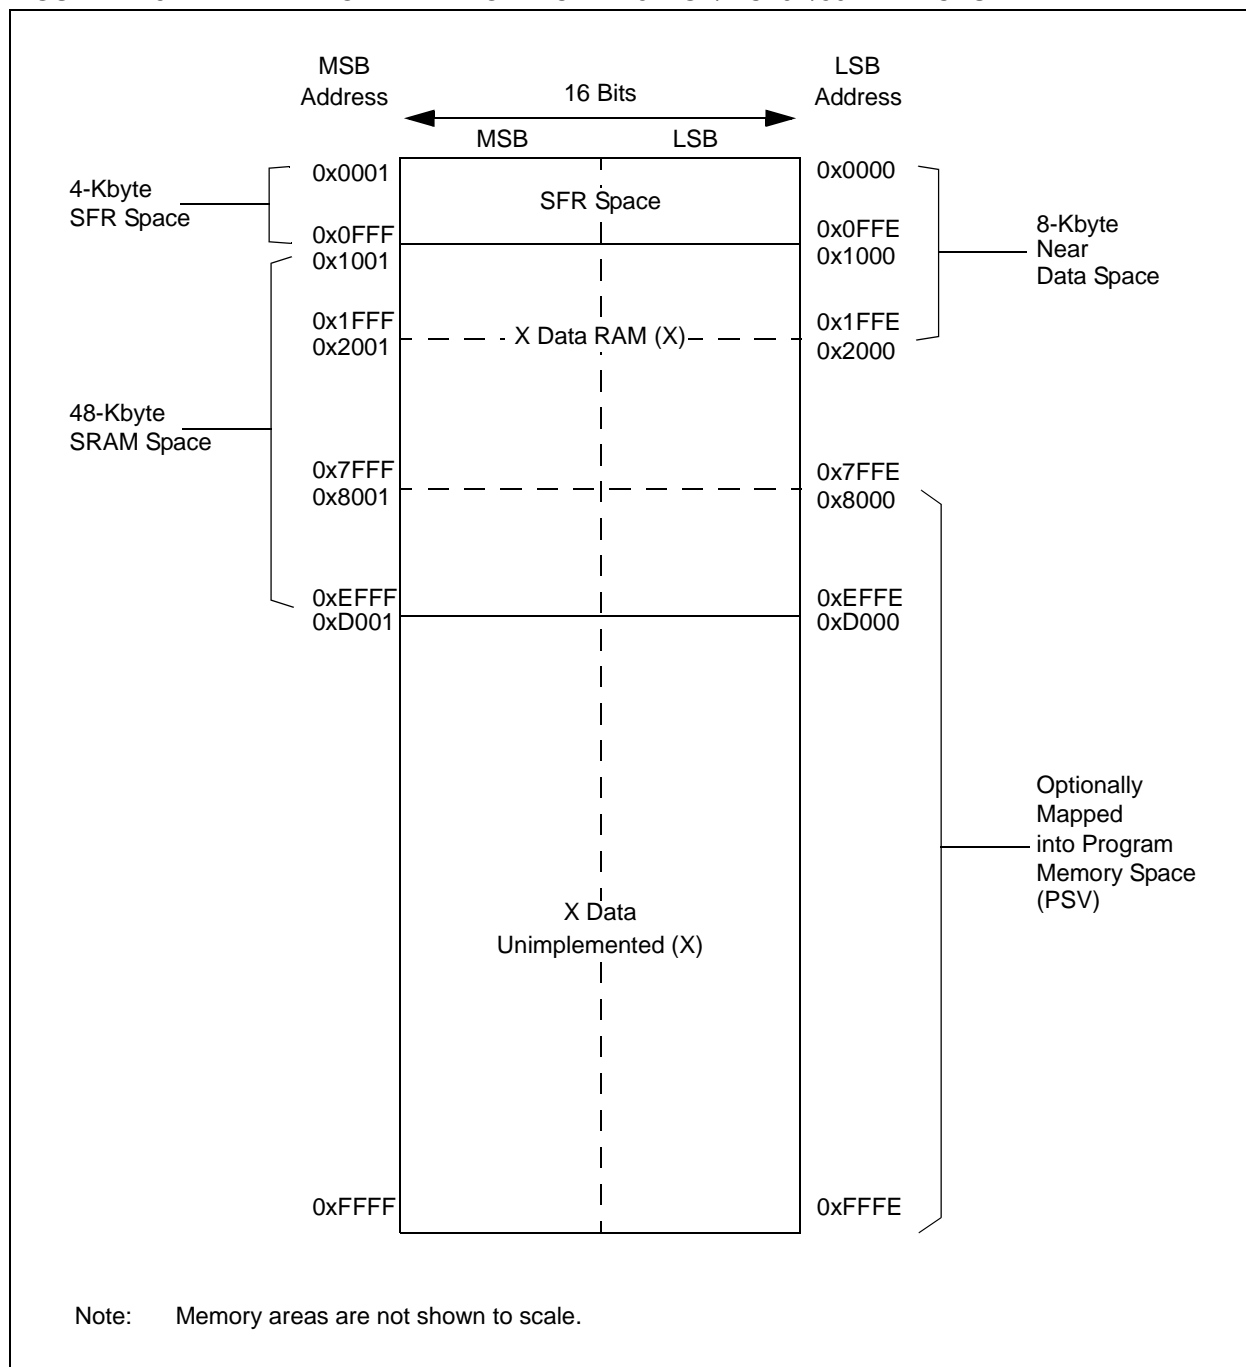 MSB
Address
LSB
Address
16 Bits
MSB
LSB
4-Kbyte
SFR Space
0x0001
0x0FFF
SFR Space
0x0000
0x0FFE
8-Kbyte
Near
Data Space
0x1001
0x1000
0x1FFF
0x2001
X Data RAM (X)
0x1FFE
0x2000
48-Kbyte
SRAM Space
0x7FFF
0x8001
0x7FFE
0x8000
0xEFFF
0xD001
0xEFFE
0xD000
Optionally
Mapped
into Program
Memory Space
(PSV)
X Data
Unimplemented (X)
0xFFFF
0xFFFE
Note: Memory areas are not shown to scale.